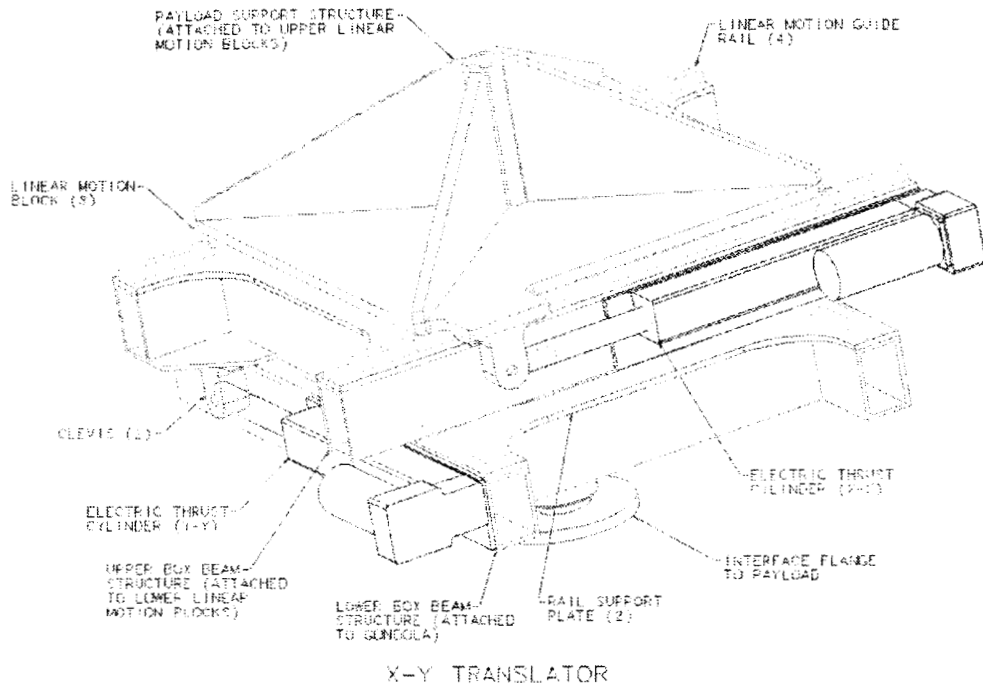 PAYLOAD SUPPORT STRUCTURE
(ATTACHED TO UPPER LINEAR
MOTION BLOCKS)
LINEAR MOTION GUIDE
RAIL (4)
LINEAR MOTION
BLOCK (8)
CLEVIS (2)
ELECTRIC THRUST
CYLINDER
ELECTRIC THRUST
CYLINDER (1-Y)
UPPER BOX BEAM
STRUCTURE (ATTACHED
TO LOWER LINEAR
MOTION BLOCKS)
LOWER BOX BEAM
STRUCTURE (ATTACHED
TO GONDOLA)
RAIL SUPPORT
PLATE (2)
INTERFACE FLANGE
TO PAYLOAD
X-Y TRANSLATOR